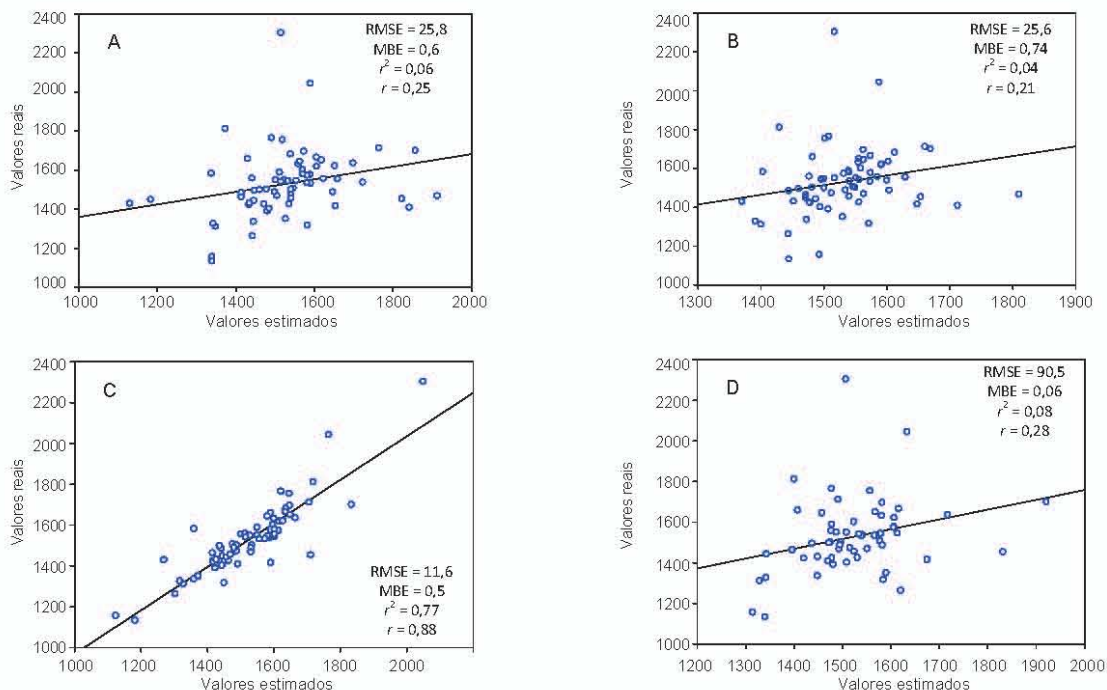 A
RMSE = 25,8
MBE = 0,6
r² = 0,06
r = 0,25
Valores reais
2400
2200
2000
1800
1600
1400
1200
1000
1000 1200 1400 1600 1800 2000
Valores estimados
B
RMSE = 25,6
MBE = 0,74
r² = 0,04
r = 0,21
Valores reais
2400
2200
2000
1800
1600
1400
1200
1000
1300 1400 1500 1600 1700 1800 1900
Valores estimados
C
Valores reais
2400
2200
2000
1800
1600
1400
1200
1000
RMSE = 11,6
MBE = 0,5
r² = 0,77
r = 0,88
1000 1200 1400 1600 1800 2000
Valores estimados
D
RMSE = 90,5
MBE = 0,06
r² = 0,08
r = 0,28
Valores reais
2400
2200
2000
1800
1600
1400
1200
1000
1200 1300 1400 1500 1600 1700 1800 1900 2000
Valores estimados